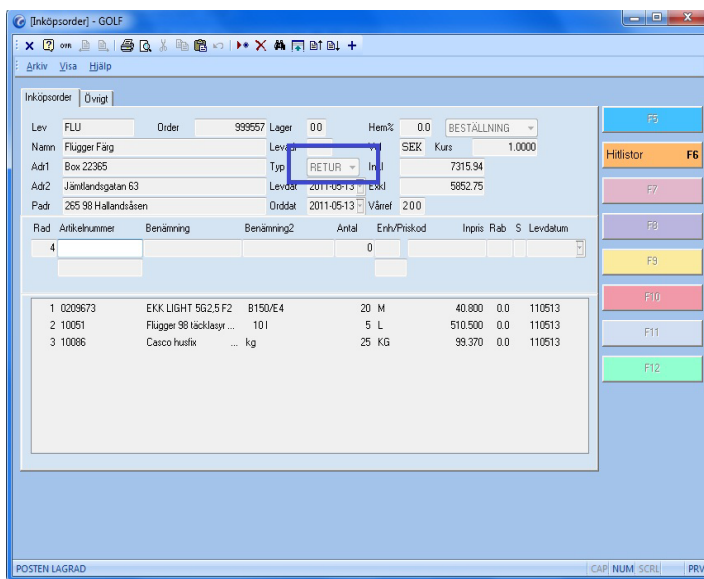 [Inköpsorder] - GOLF
OVR
Arkiv Visa Hjälp
Inköpsorder Övrigt
Lev FLU Order 999557 Lager 00 Hem% 0.0 BESTÄLLNING
Namn Flügger Färg Levadr SEK Kurs 1.0000
Adr1 Box 22365 Typ RETUR Inkl 7315.94
Adr2 Jämtlandsgatan 63 Levdat 2011-05-13 Exkl 5852.75
Padr 265 98 Hallandsåsen Orddat 2011-05-13 Vårref 200
Rad Artikelnummer Benämning Benämning2 Antal Enh/Priskod Inpris Rab S Levdatum
4 0
1 0209673 EKK LIGHT 5G2,5 F2 B150/E4 20 M 40.800 0.0 110513
2 10051 Flügger 98 täcklasyr ... 10 l 5 L 510.500 0.0 110513
3 10086 Casco husfix ... kg 25 KG 99.370 0.0 110513
F5
Hitlistor F6
F7
F8
F9
F10
F11
F12
POSTEN LAGRAD CAP NUM SCRL PRV